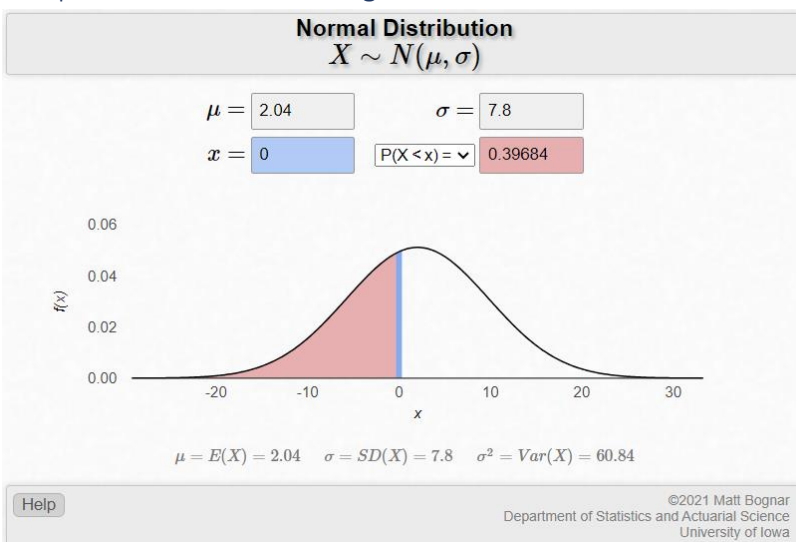 Normal Distribution
X ∼ N(μ, σ)
μ = 2.04 σ = 7.8
x = 0 P(X < x) = 0.39684
0.06
0.04
f(x)
0.02
0.00
-20 -10 0 10 20 30
x
μ = E(X) = 2.04 σ = SD(X) = 7.8 σ² = Var(X) = 60.84
Help
©2021 Matt Bognar
Department of Statistics and Actuarial Science
University of Iowa